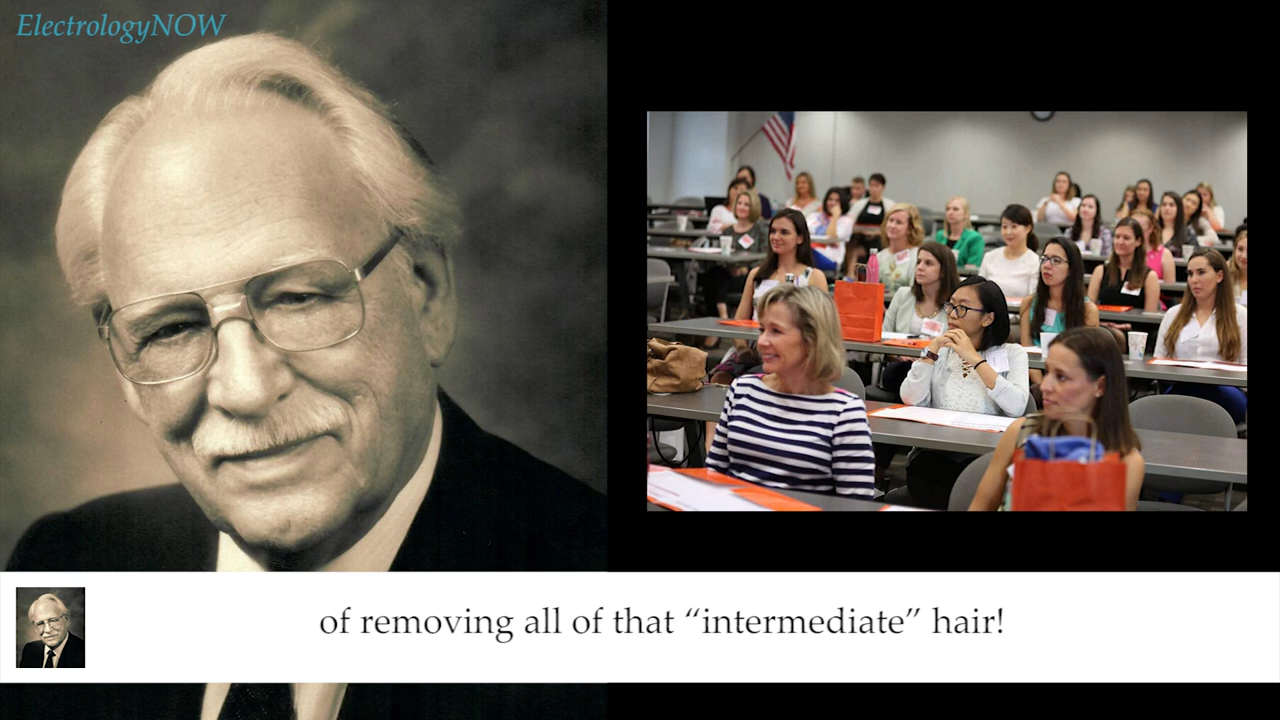 ElectrologyNOW
of removing all of that “intermediate” hair!